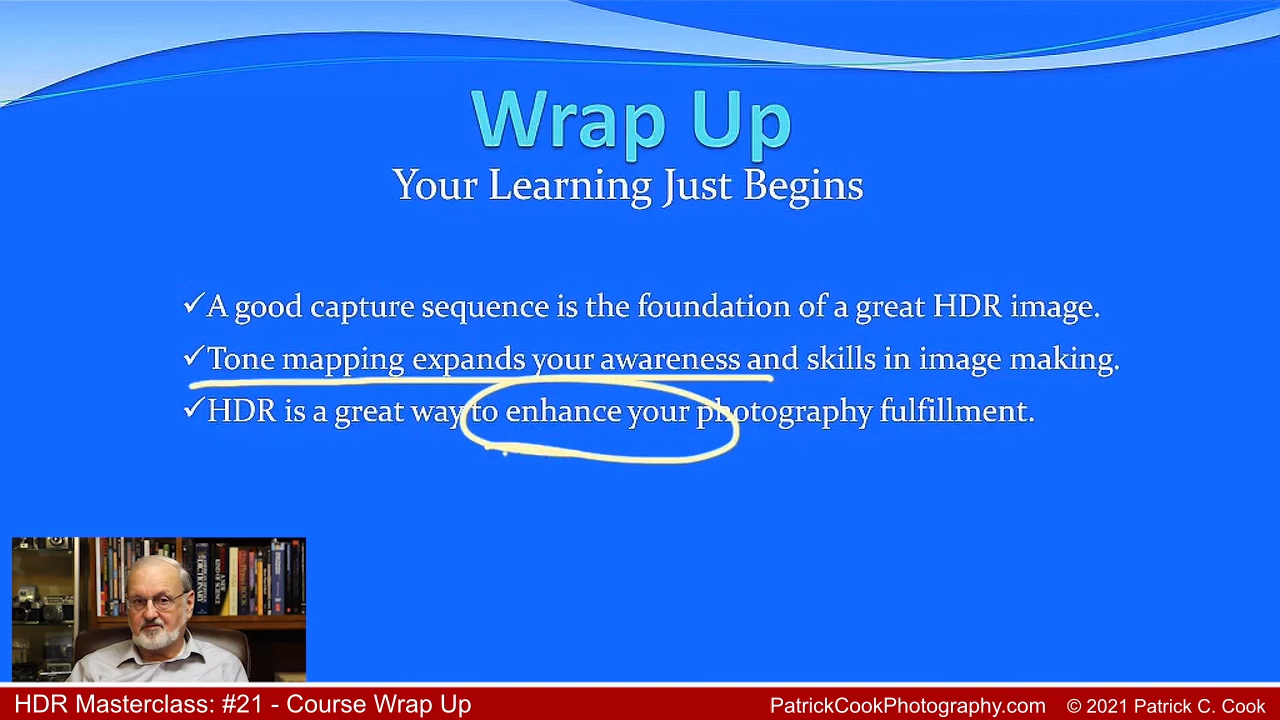 Wrap Up
Your Learning Just Begins
✓A good capture sequence is the foundation of a great HDR image.
✓Tone mapping expands your awareness and skills in image making.
✓HDR is a great way to enhance your photography fulfillment.
DICTIONARY
HDR Masterclass: #21 - Course Wrap Up
PatrickCookPhotography.com © 2021 Patrick C. Cook